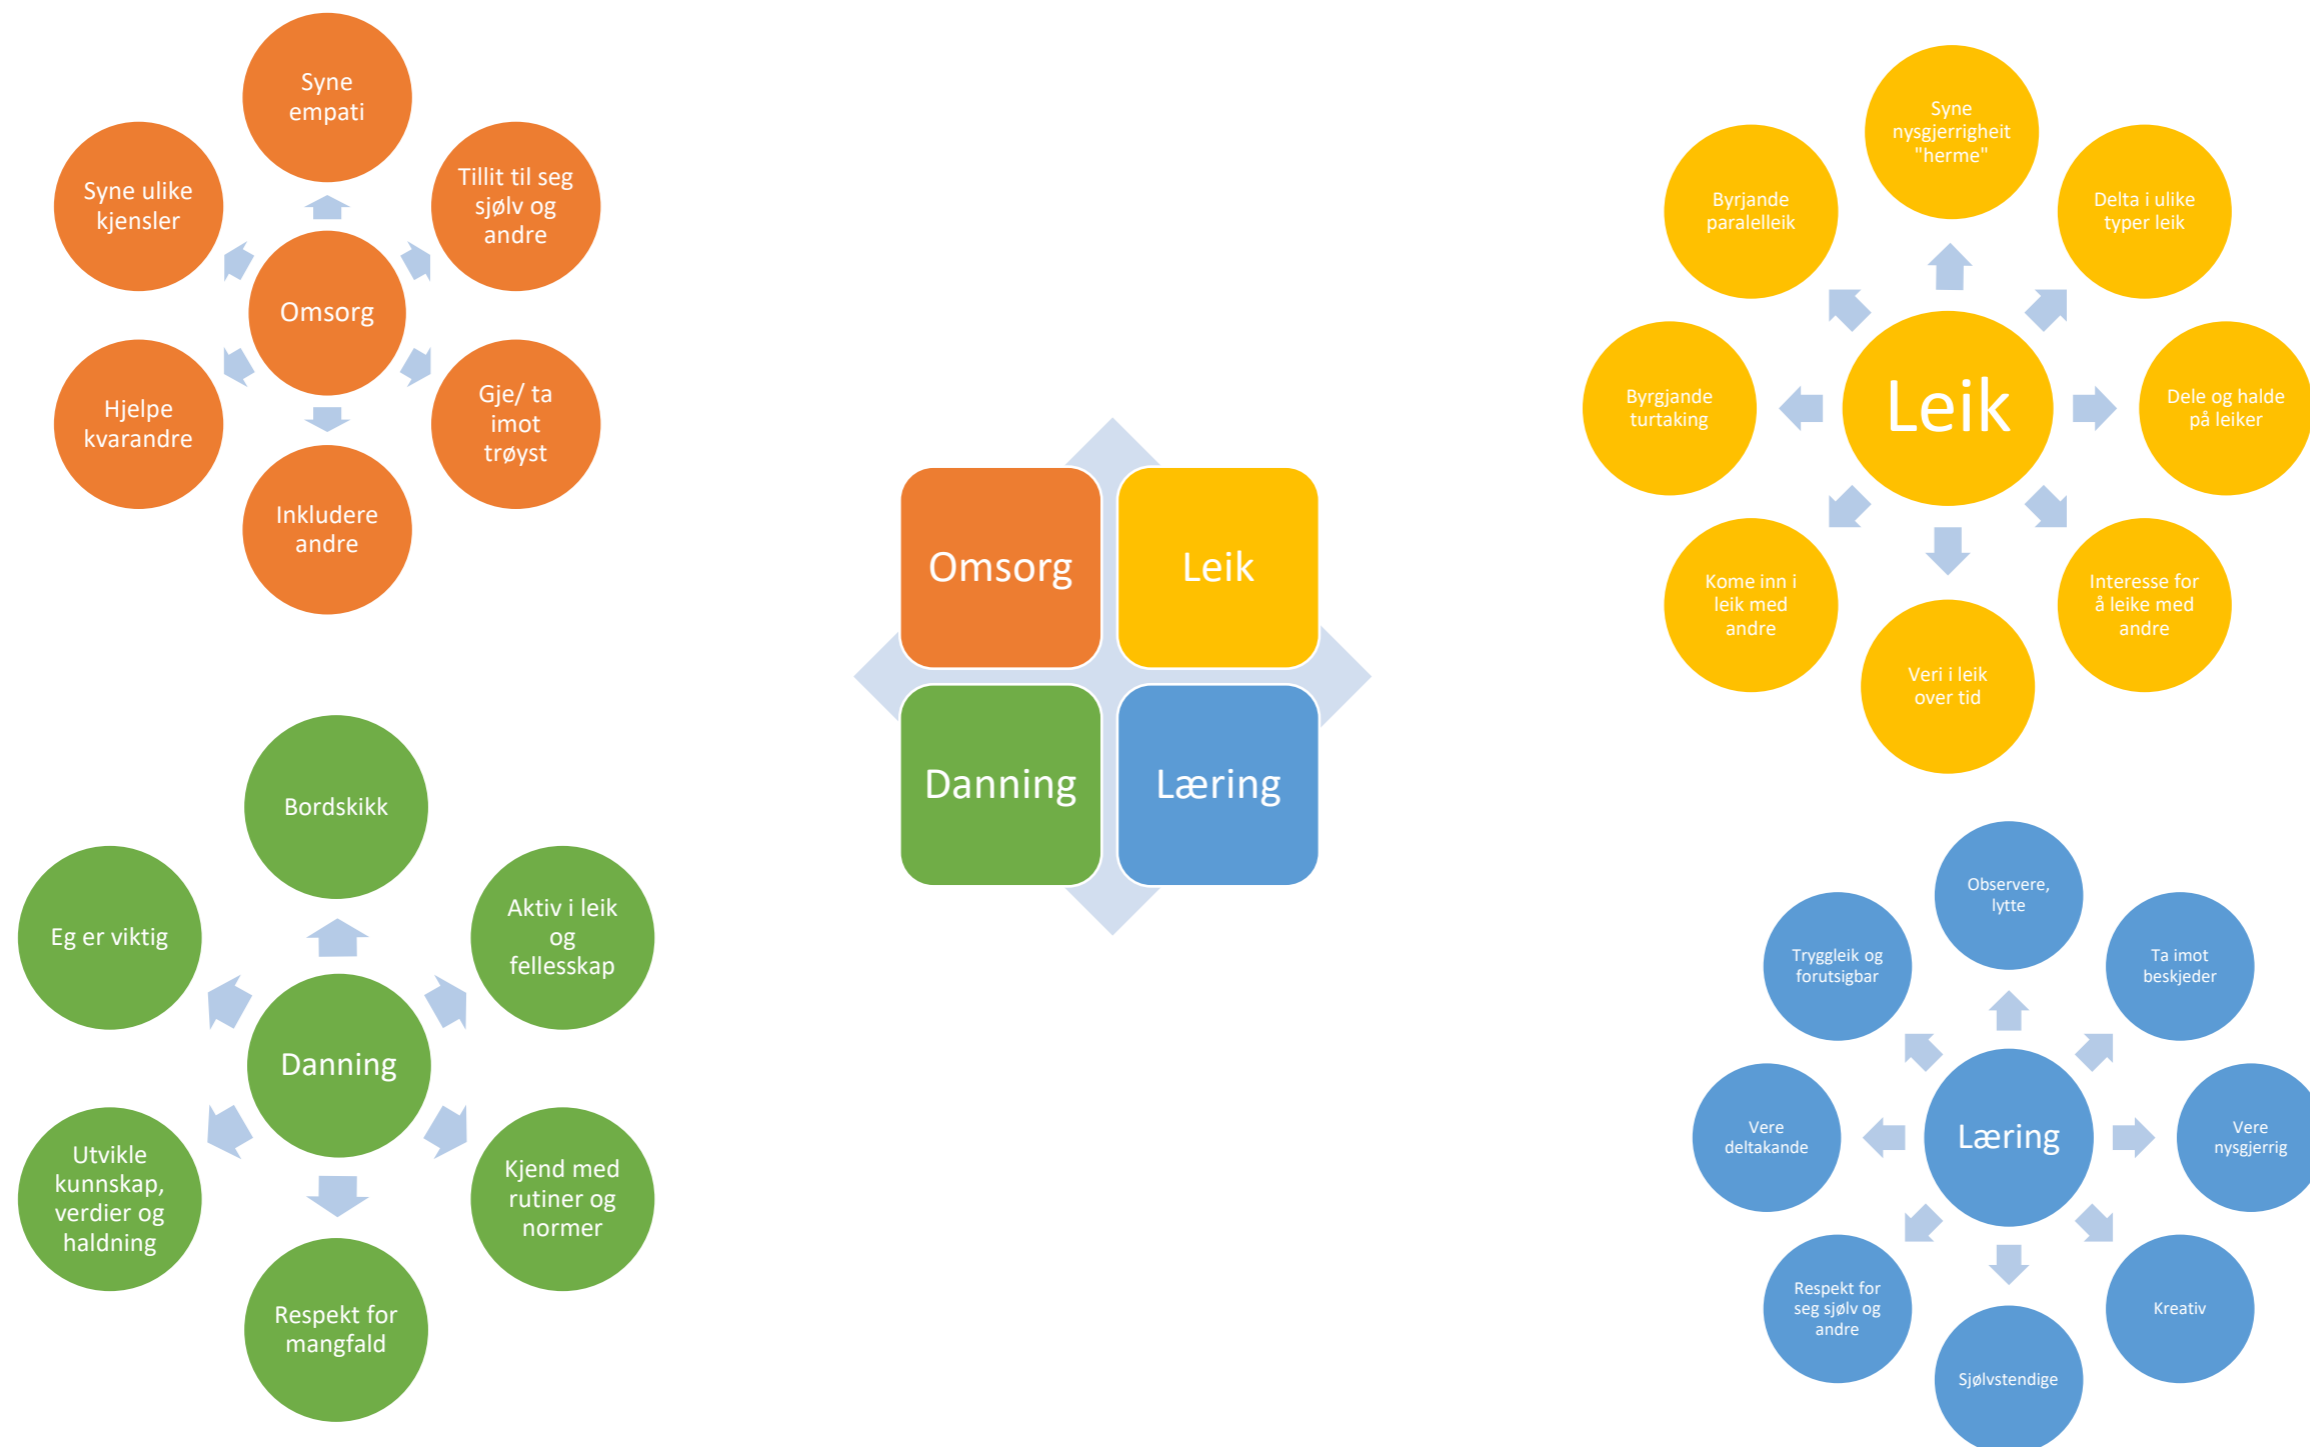 Syne
empati
Tillit til seg
sjølv og
andre
Gje/ ta
imot
trøyst
Inkludere
andre
Hjelpe
kvarandre
Syne ulike
kjensler
Omsorg
Syne
nysgjerrigheit
"herme"
Delta i ulike
typer leik
Dele og halde
på leiker
Interesse for
å leike med
andre
Veri i leik
over tid
Kome inn i
leik med
andre
Byrgjande
turtaking
Byrjande
paralelleik
Leik
Omsorg
Leik
Danning
Læring
Bordskikk
Aktiv i leik
og
fellesskap
Kjend med
rutiner og
normer
Respekt for
mangfald
Utvikle
kunnskap,
verdier og
haldning
Eg er viktig
Danning
Observere,
lytte
Ta imot
beskjeder
Vere
nysgjerrig
Kreativ
Sjølvstendige
Respekt for
seg sjølv og
andre
Vere
deltakande
Tryggleik og
forutsigbar
Læring